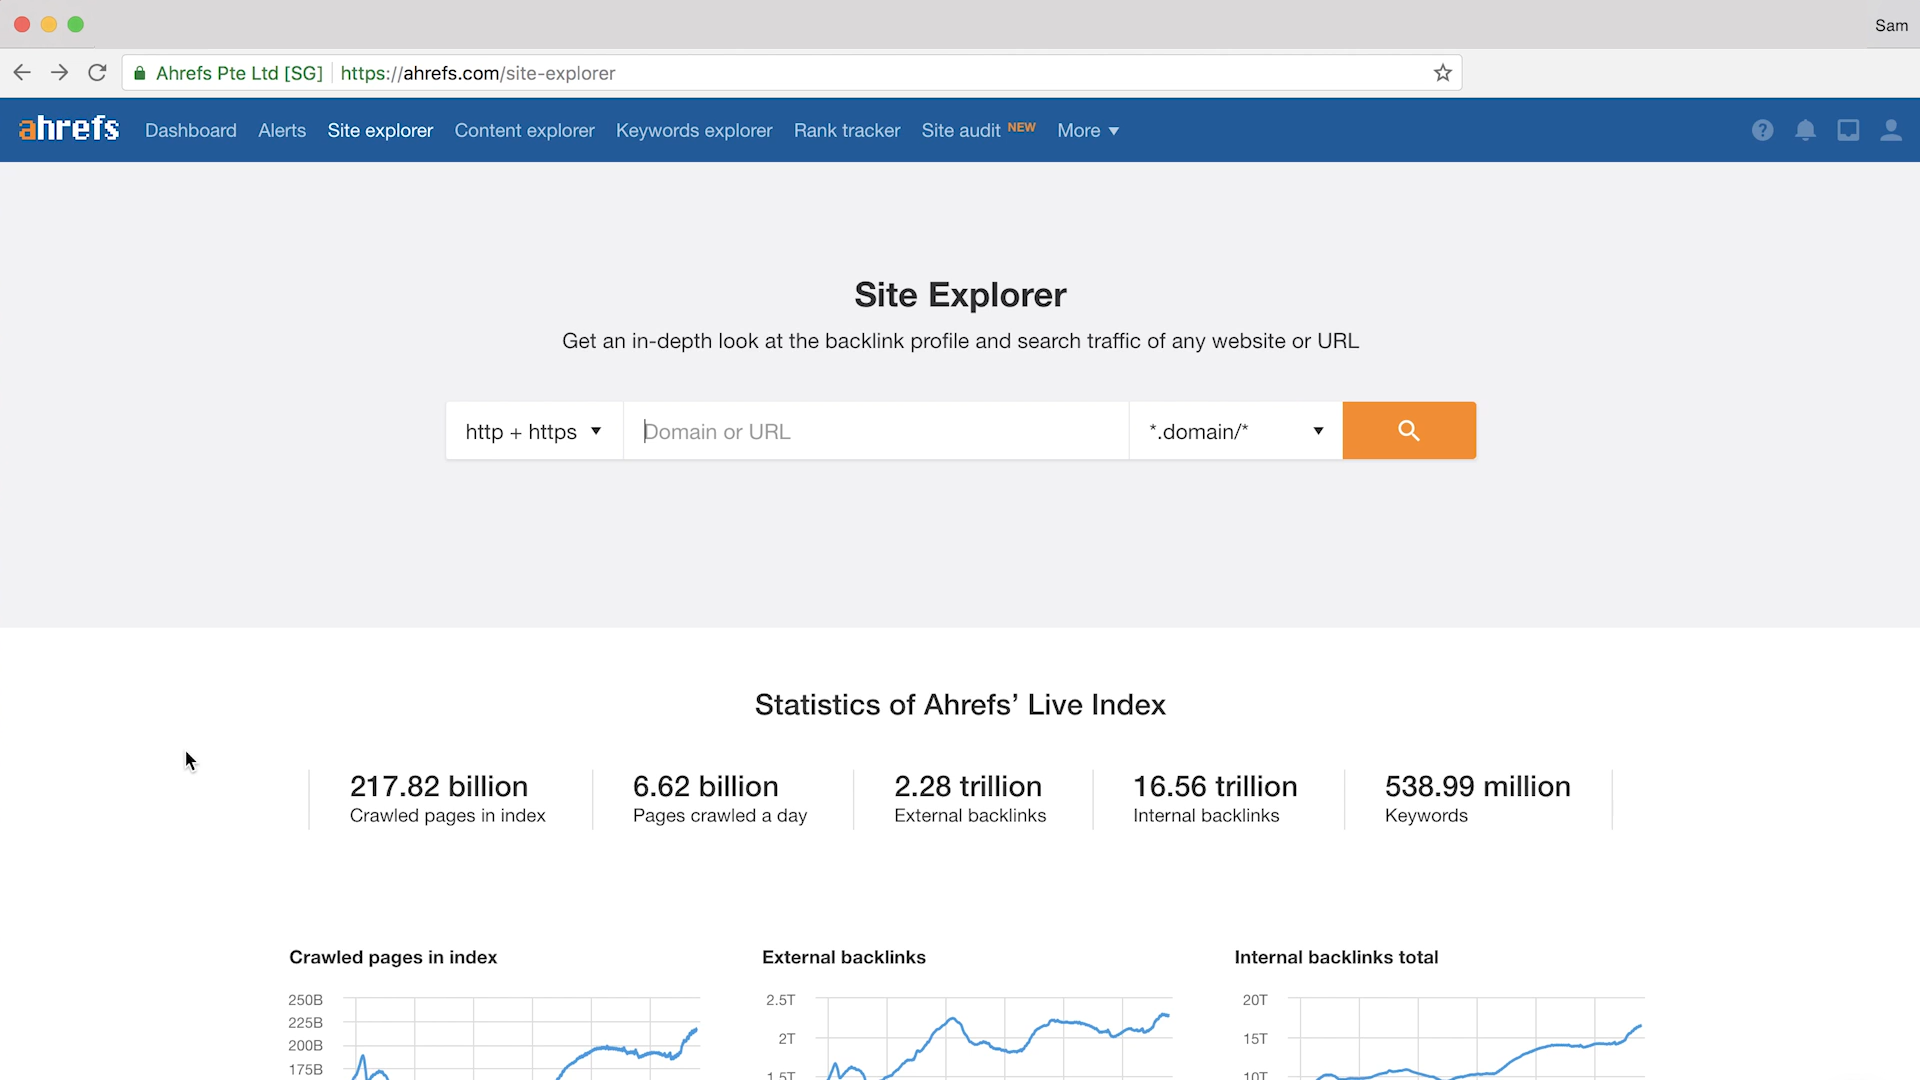 Sam
Ahrefs Pte Ltd [SG] https://ahrefs.com/site-explorer
ahrefs Dashboard Alerts Site explorer Content explorer Keywords explorer Rank tracker Site audit NEW More
Site Explorer
Get an in-depth look at the backlink profile and search traffic of any website or URL
http + https Domain or URL *.domain/*
Statistics of Ahrefs’ Live Index
217.82 billion 6.62 billion 2.28 trillion 16.56 trillion 538.99 million
Crawled pages in index Pages crawled a day External backlinks Internal backlinks Keywords
Crawled pages in index External backlinks Internal backlinks total
250B 2.5T 20T
225B
200B 2T 15T
175B
1.5T 10T